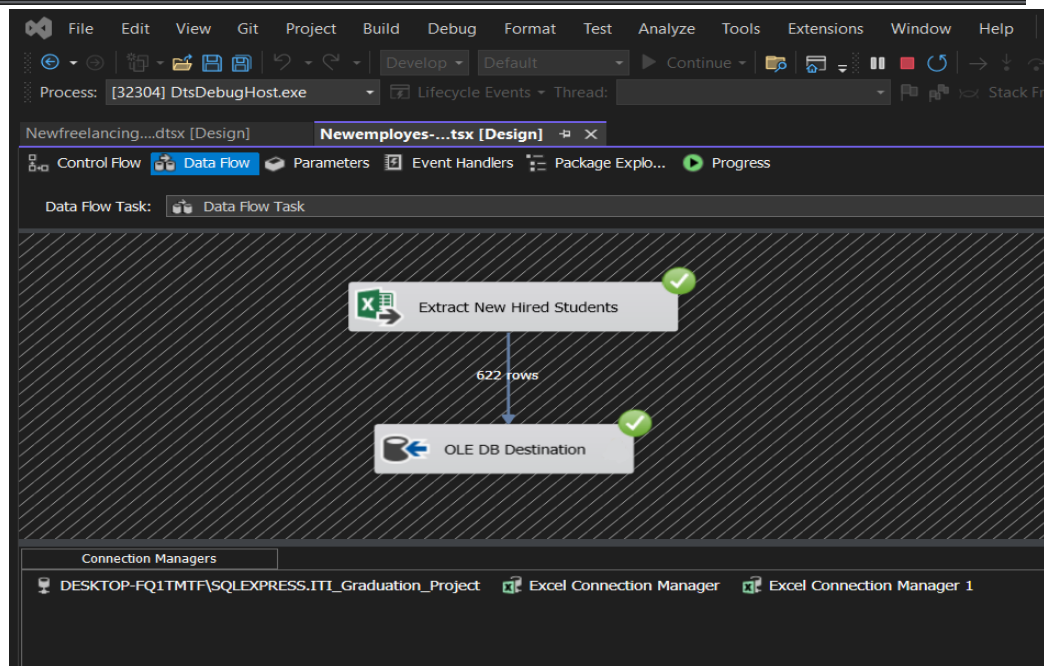 File Edit View Git Project Build Debug Format Test Analyze Tools Extensions Window Help
Develop Default Continue
Process: [32304] DtsDebugHost.exe Lifecycle Events Thread: Stack Fr
Newfreelancing....dtsx [Design] Newemployes-...tsx [Design]
Control Flow Data Flow Parameters Event Handlers Package Explo... Progress
Data Flow Task: Data Flow Task
Extract New Hired Students
622 rows
OLE DB Destination
Connection Managers
DESKTOP-FQ1TMTF\SQLEXPRESS.ITI_Graduation_Project Excel Connection Manager Excel Connection Manager 1